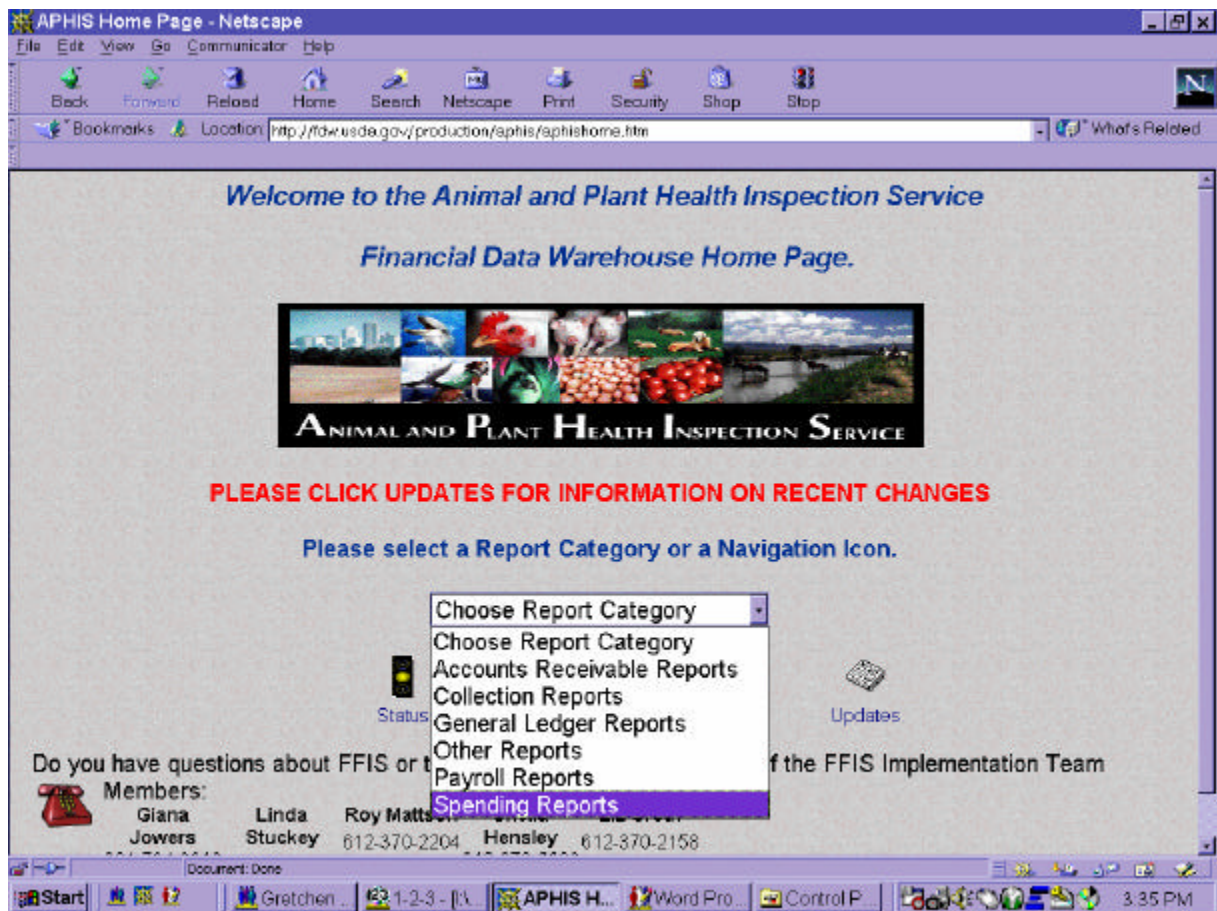 APHIS Home Page - Netscape
File Edit View Go Communicator Help
Back Forward Reload Home Search Netscape Print Security Shop Stop
N
Bookmarks Location: http://fdw.usda.gov/production/aphis/aphishome.htm What's Related
Welcome to the Animal and Plant Health Inspection Service
Financial Data Warehouse Home Page.
ANIMAL AND PLANT HEALTH INSPECTION SERVICE
PLEASE CLICK UPDATES FOR INFORMATION ON RECENT CHANGES
Please select a Report Category or a Navigation Icon.
Choose Report Category
Choose Report Category
Accounts Receivable Reports
Collection Reports
General Ledger Reports
Other Reports
Payroll Reports
Spending Reports
Status
Updates
Do you have questions about FFIS or t
f the FFIS Implementation Team
Members:
Giana Linda Roy Matts
Jowers Stuckey 612-370-2204 Hensley 612-370-2158
Document: Done
Start Gretchen .. 1-2-3 - APHIS H... Word Pro... Control P... 3:35 PM